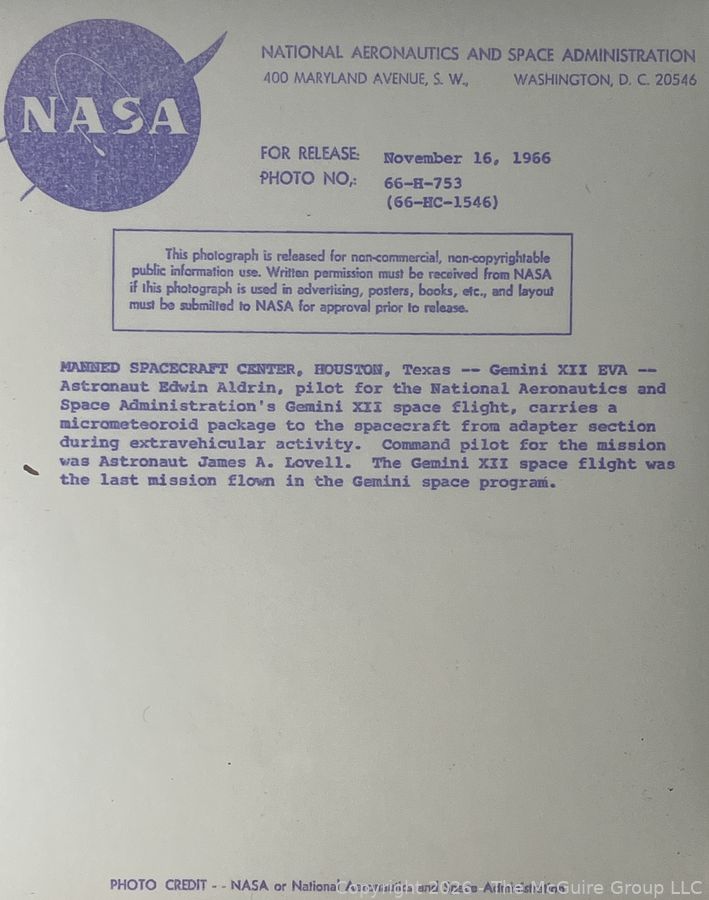 NASA
NATIONAL AERONAUTICS AND SPACE ADMINISTRATION
400 MARYLAND AVENUE, S. W., WASHINGTON, D. C. 20546
FOR RELEASE: November 16, 1966
PHOTO NO.: 66-H-753
(66-HC-1546)
This photograph is released for non-commercial, non-copyrightable
public information use. Written permission must be received from NASA
if this photograph is used in advertising, posters, books, etc., and layout
must be submitted to NASA for approval prior to release.
MANNED SPACECRAFT CENTER, HOUSTON, Texas -- Gemini XII EVA --
Astronaut Edwin Aldrin, pilot for the National Aeronautics and
Space Administration's Gemini XII space flight, carries a
micrometeoroid package to the spacecraft from adapter section
during extravehicular activity. Command pilot for the mission
was Astronaut James A. Lovell. The Gemini XII space flight was
the last mission flown in the Gemini space program.
PHOTO CREDIT - - NASA or National Aeronautics and Space Administration
Copyright 2026 - The McGuire Group LLC